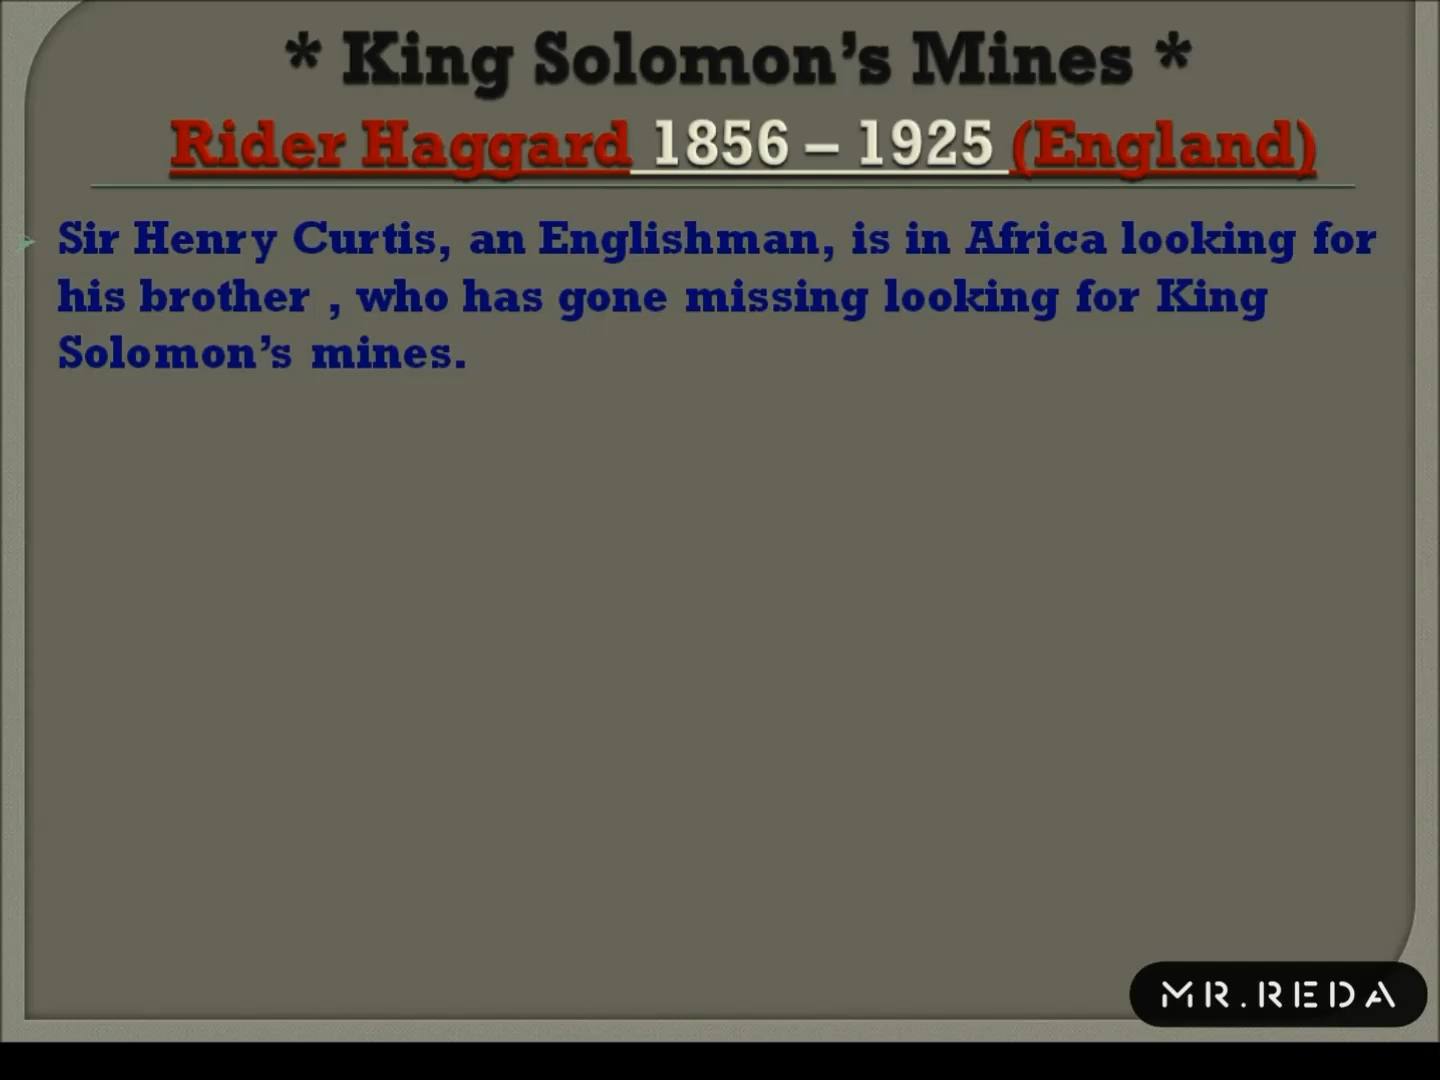 * King Solomon’s Mines *
Rider Haggard 1856 – 1925 (England)
Sir Henry Curtis, an Englishman, is in Africa looking for
his brother , who has gone missing looking for King
Solomon’s mines.
MR.REDA